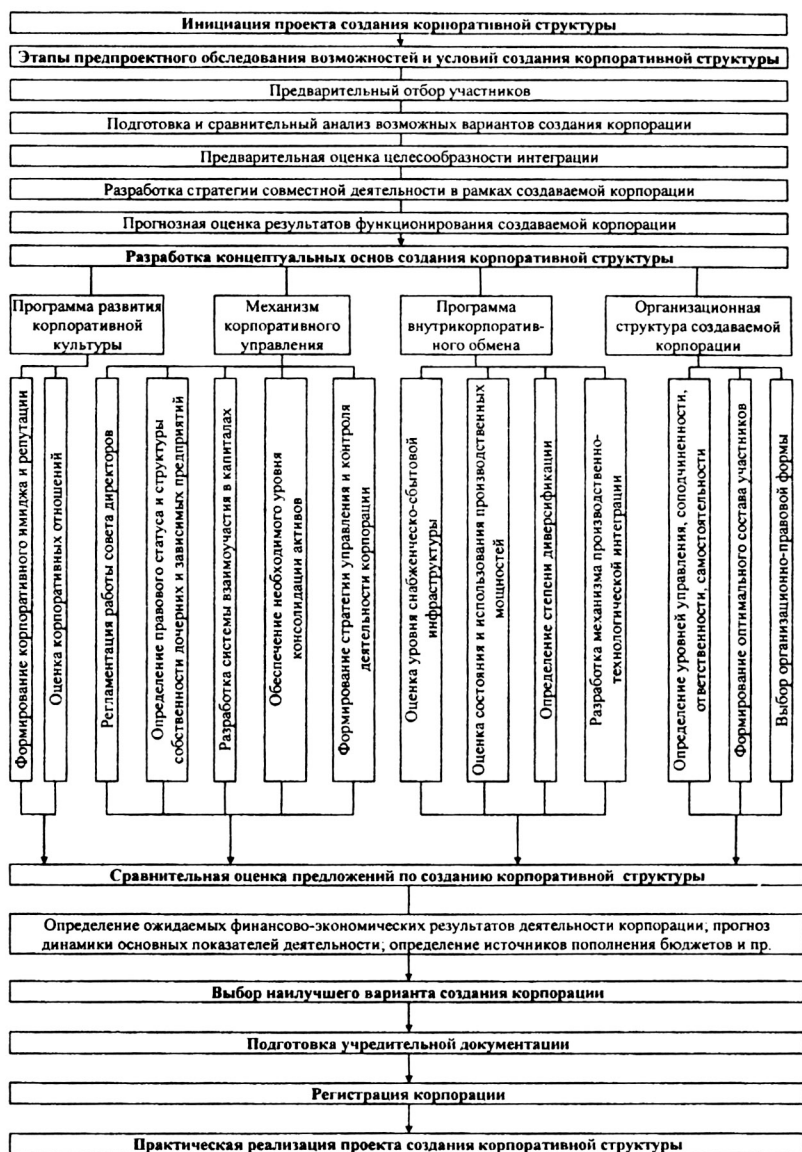 Инициация проекта создания корпоративной структуры
Этапы предпроектного обследования возможностей и условий создания корпоративной структуры
Предварительный отбор участников
Подготовка и сравнительный анализ возможных вариантов создания корпорации
Предварительная оценка целесообразности интеграции
Разработка стратегии совместной деятельности в рамках создаваемой корпорации
Прогнозная оценка результатов функционирования создаваемой корпорации
Разработка концептуальных основ создания корпоративной структуры
Программа развития
корпоративной
культуры
Механизм
корпоративного
управления
Программа
внутрикорпоратив-
ного обмена
Организационная
структура создаваемой
корпорации
Формирование корпоративного имиджа и репутации
Оценка корпоративных отношений
Регламентация работы совета директоров
Определение правового статуса и структуры
собственности дочерних и зависимых предприятий
Разработка системы взаимоучастия в капиталах
Обеспечение необходимого уровня
консолидации активов
Формирование стратегии управления и контроля
деятельности корпорации
Оценка уровня снабженческо-сбытовой
инфраструктуры
Оценка состояния и использования производственных
мощностей
Определение степени диверсификации
Разработка механизма производственно-
технологической интеграции
Определение уровней управления, соподчиненности,
ответственности, самостоятельности
Формирование оптимального состава участников
Выбор организационно-правовой формы
Сравнительная оценка предложений по созданию корпоративной структуры
Определение ожидаемых финансово-экономических результатов деятельности корпорации; прогноз
динамики основных показателей деятельности; определение источников пополнения бюджетов и пр.
Выбор наилучшего варианта создания корпорации
Подготовка учредительной документации
Регистрация корпорации
Практическая реализация проекта создания корпоративной структуры